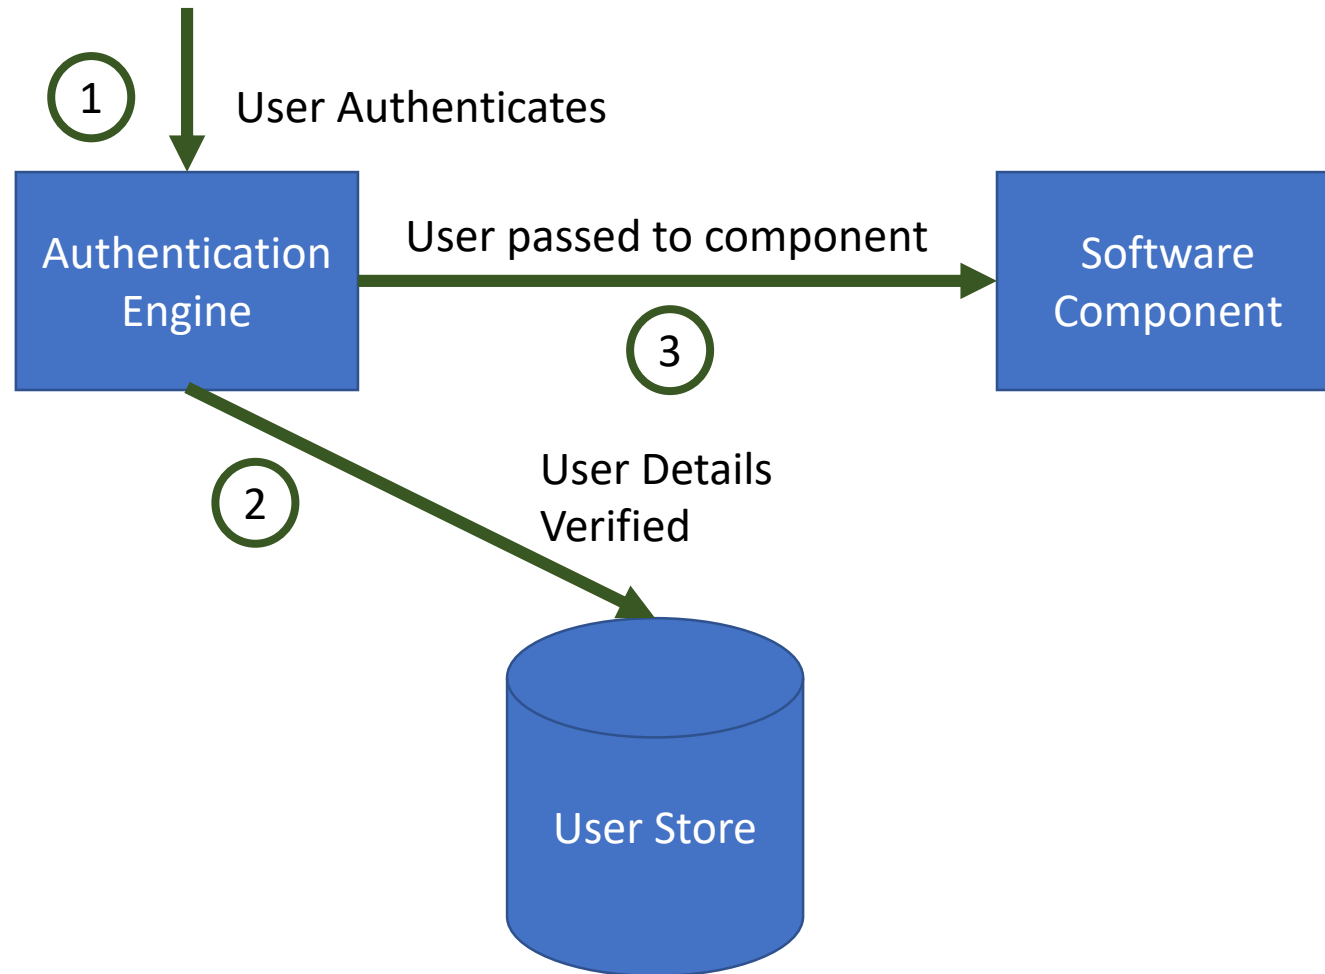 1
User Authenticates
Authentication
Engine
User passed to component
3
Software
Component
2
User Details
Verified
User Store